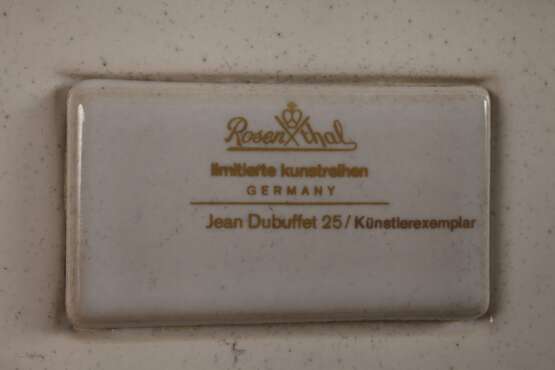 Rosenthal
limitierte kunstreihen
GERMANY
Jean Dubuffet 25/ Künstlerexemplar